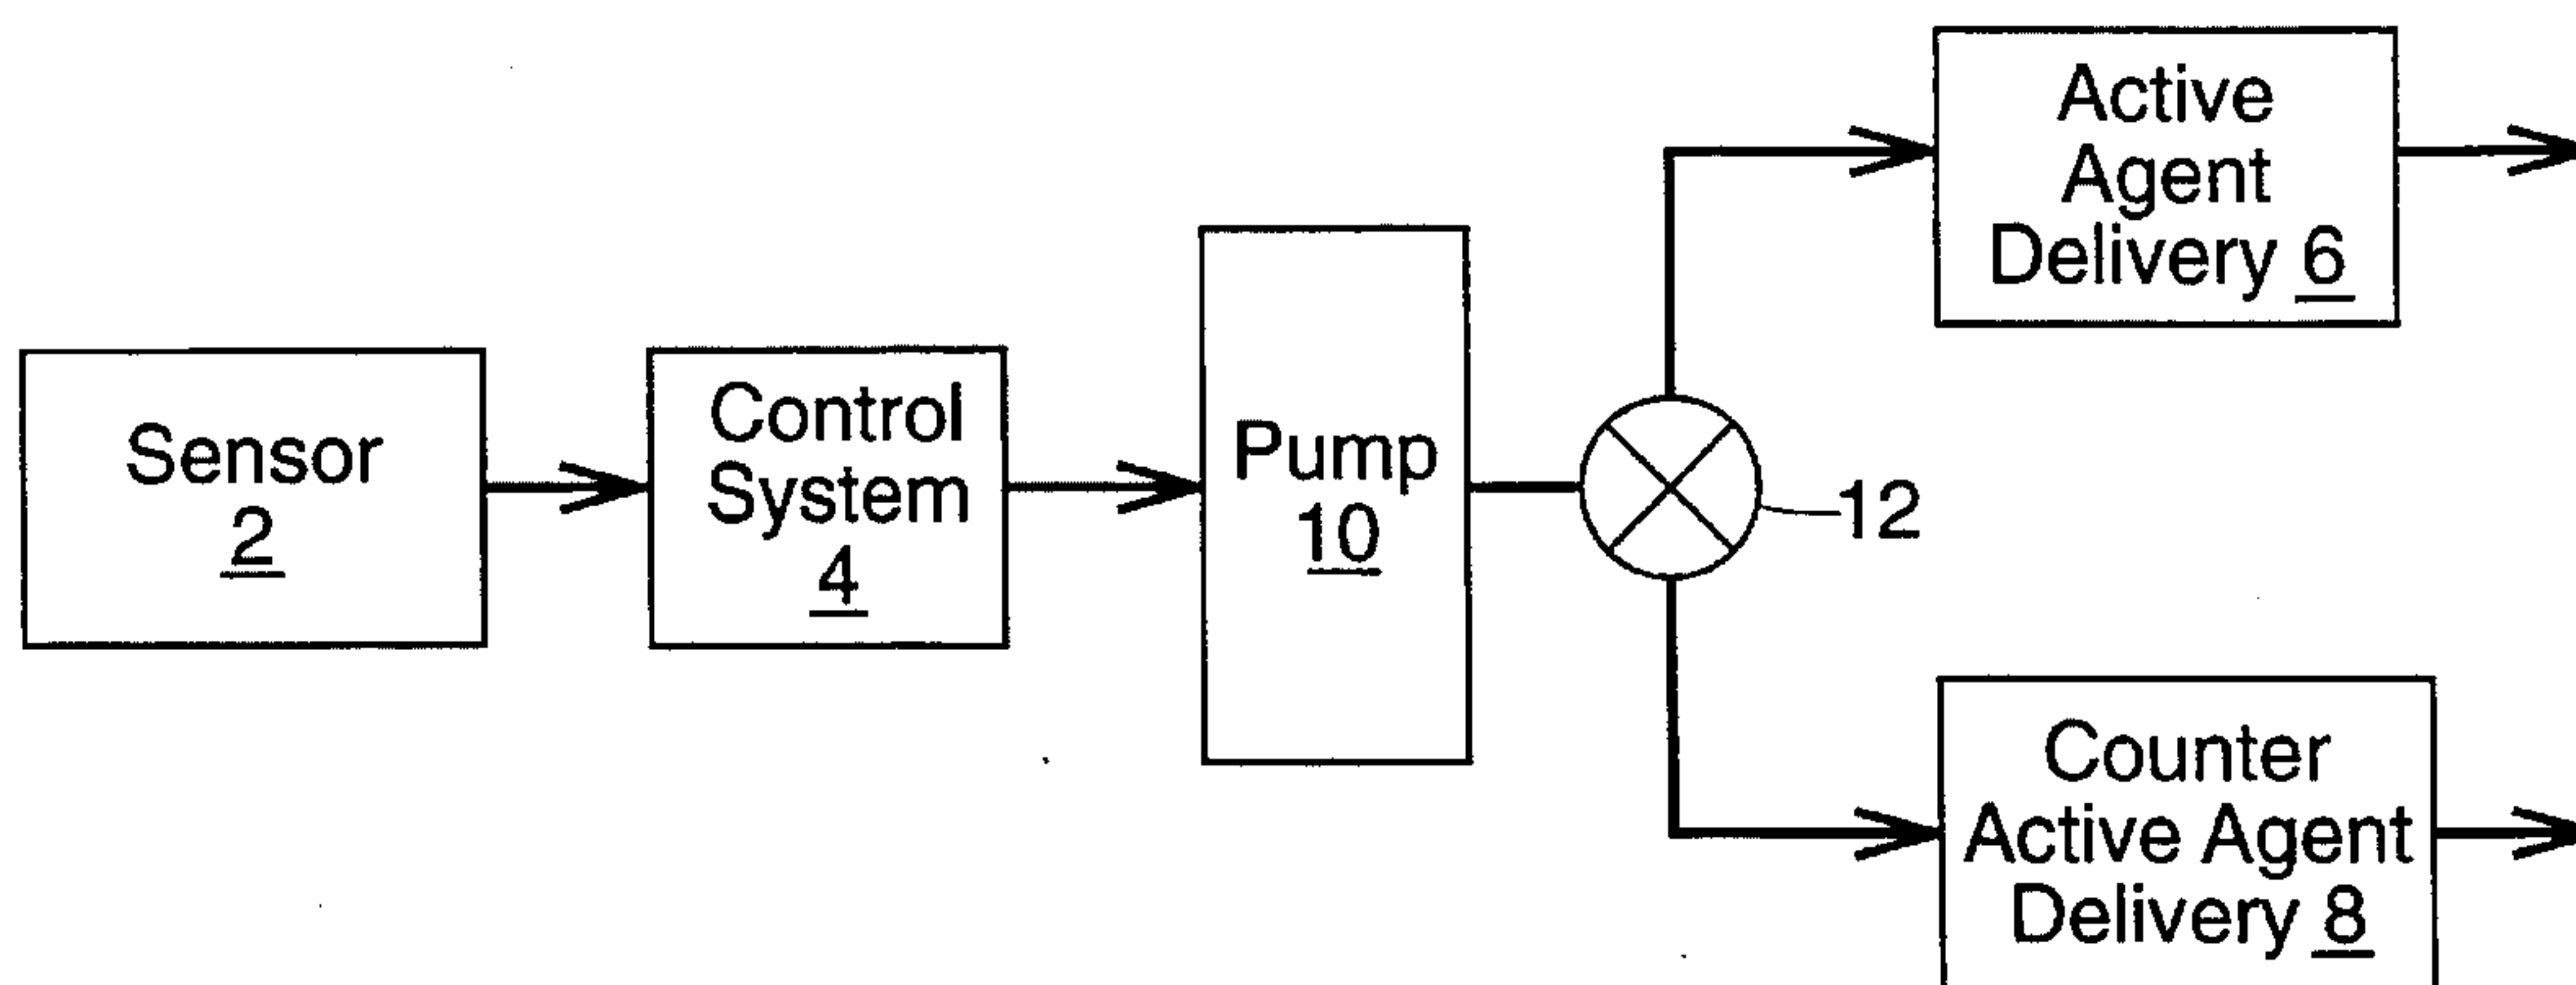 Sensor
2
Control
System
4
Pump
10
12
Active
Agent
Delivery 6
Counter
Active Agent
Delivery 8